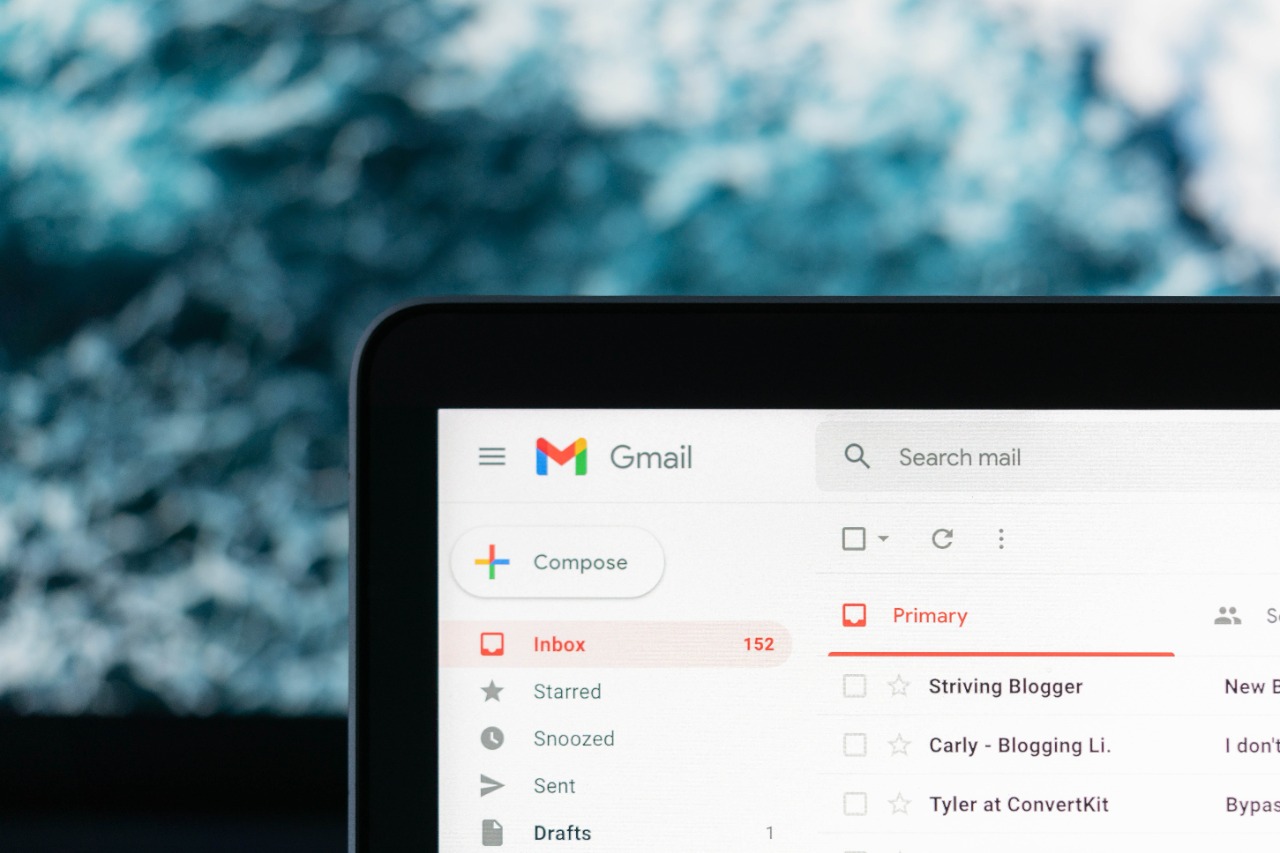 Gmail
Search mail
Compose
Primary
Inbox 152
Starred
Striving Blogger New
Snoozed
Carly - Blogging Li. I don't
Sent
Tyler at ConvertKit
Drafts 1